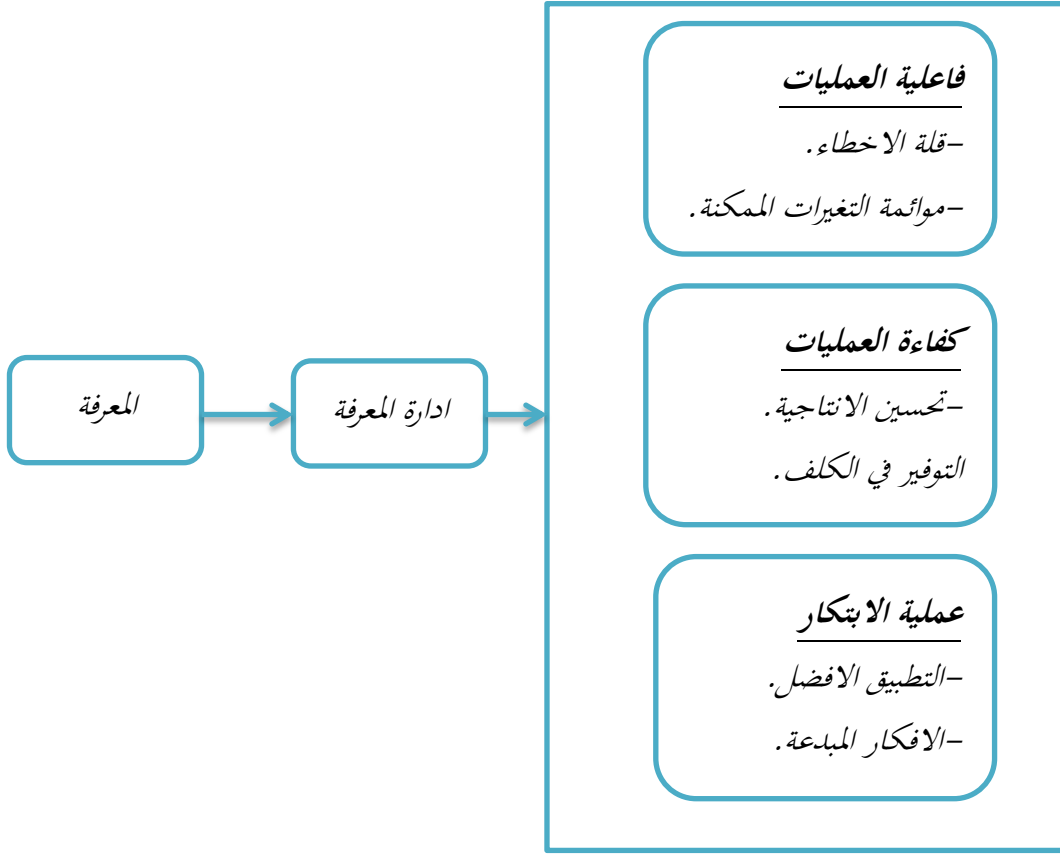 فاعلية العمليات
–قلة الاخطاء.
–موائمة التغيرات الممكنة.
كفاءة العمليات
–تحسين الانتاجية.
التوفير في الكلف.
عملية الابتكار
–التطبيق الافضل.
–الافكار المبدعة.
ادارة المعرفة
المعرفة